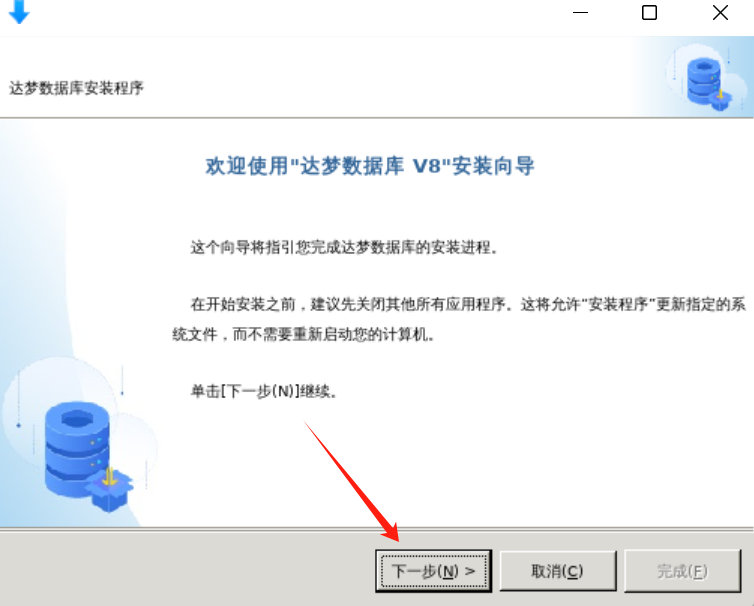 达梦数据库安装程序
欢迎使用"达梦数据库 V8"安装向导
这个向导将指引您完成达梦数据库的安装进程。
在开始安装之前，建议先关闭其他所有应用程序。这将允许“安装程序”更新指定的系
统文件，而不需要重新启动您的计算机。
单击[下一步(N)]继续。
下一步(N) > 取消(C) 完成(F)